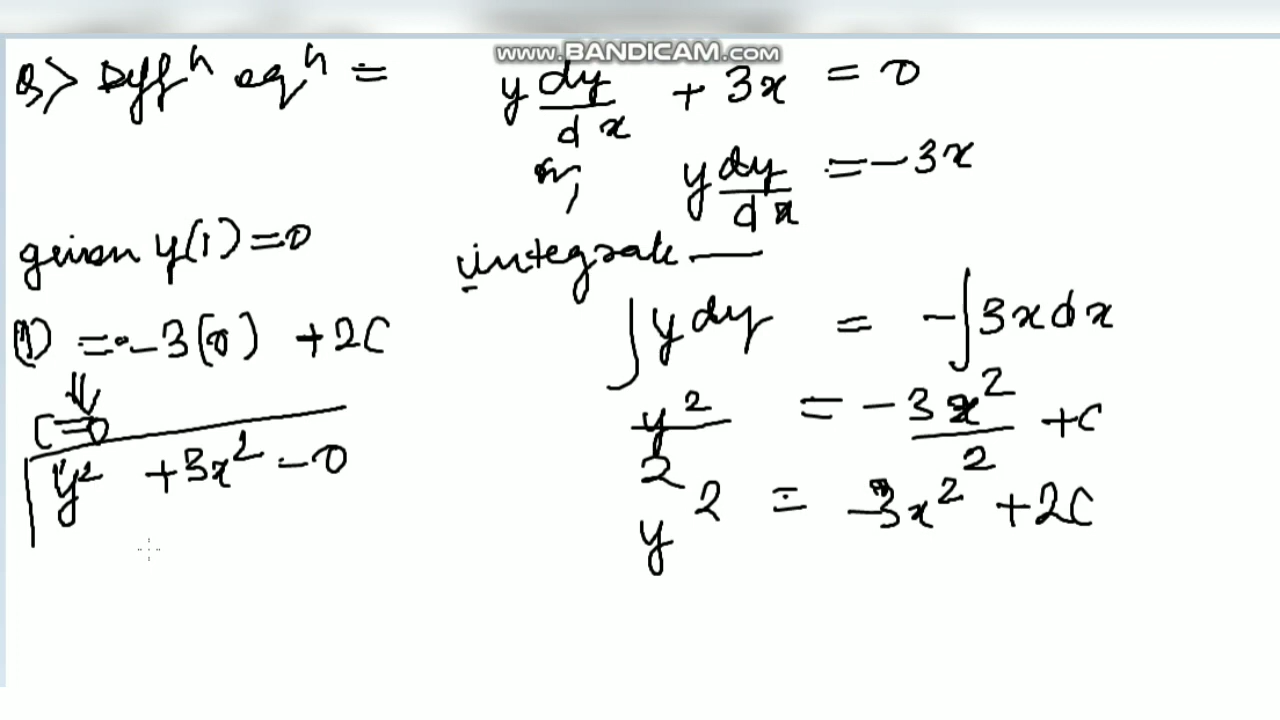 www.BANDICAM.com
Q> Diffⁿ eqⁿ = y dy/dx + 3x = 0
or, y dy/dx = -3x
given y(1)=0
integrate —
∫ y dy = -∫ 3x dx
(1) = -3(0) + 2C
y²/2 = -3x²/2 + C
C=0
y² + 3x² - 0
y² = -3x² + 2C